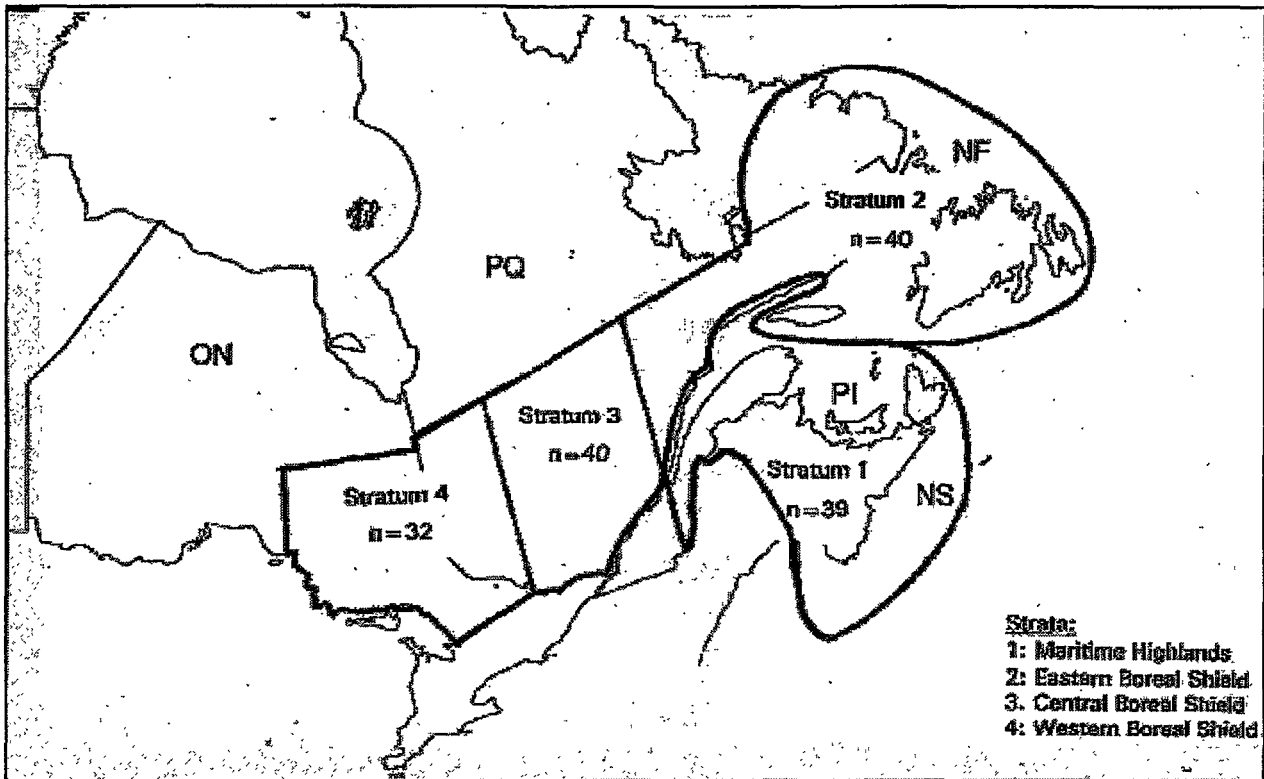 NF
Stratum 2
n=40
PQ
ON
PI
Stratum 3
n=40
Stratum 1
n=39
NS
Stratum 4
n=32
Strata:
1: Maritime Highlands
2: Eastern Boreal Shield
3. Central Boreal Shield
4: Western Boreal Shield